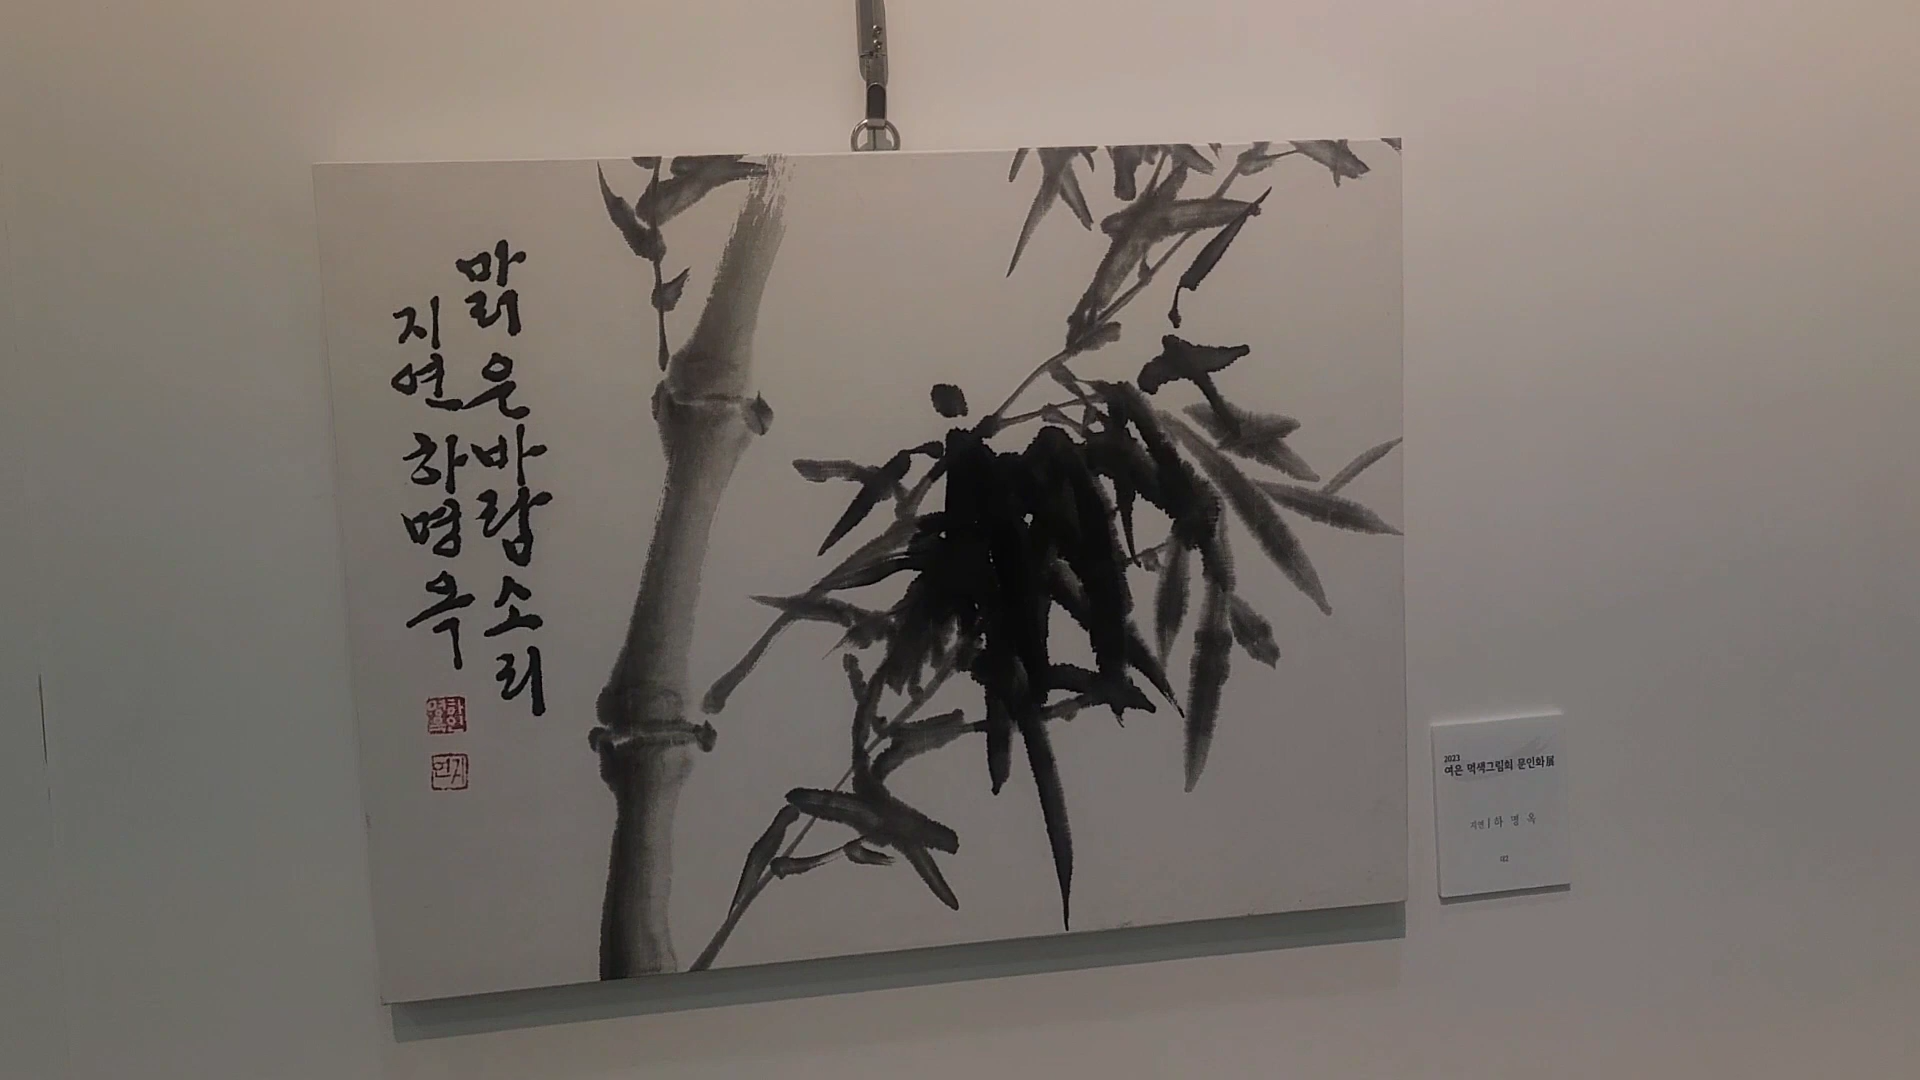 맑은바람소리
지연 하명옥
2023
여은 먹색그림회 문인화展
지연 | 하 명 옥